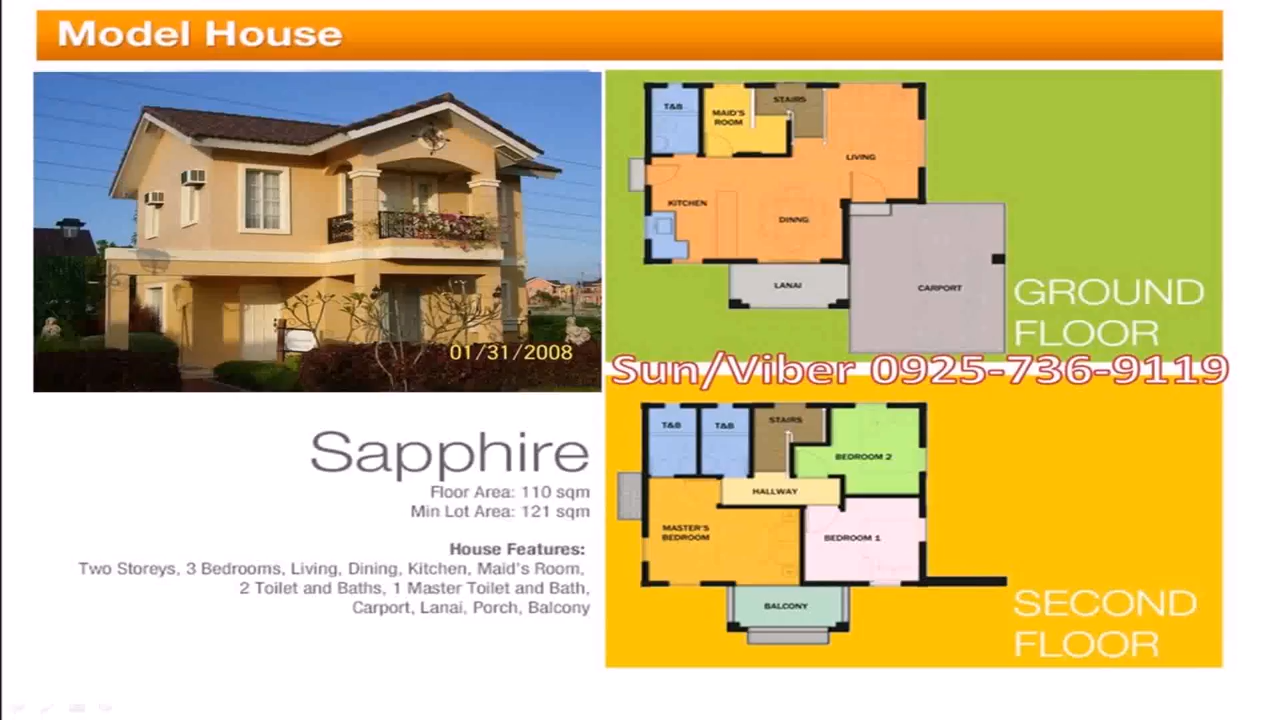 Model House
01/31/2008
Sapphire
Floor Area: 110 sqm
Min Lot Area: 121 sqm
House Features:
Two Storeys, 3 Bedrooms, Living, Dining, Kitchen, Maid's Room,
2 Toilet and Baths, 1 Master Toilet and Bath,
Carport, Lanai, Porch, Balcony
T&B
MAID'S
ROOM
STAIRS
LIVING
KITCHEN
DINNG
LANAI
CARPORT
GROUND
FLOOR
Sun/Viber 0925-736-9119
T&B
T&B
STAIRS
BEDROOM 2
HALLWAY
MASTER'S
BEDROOM
BEDROOM 1
BALCONY
SECOND
FLOOR